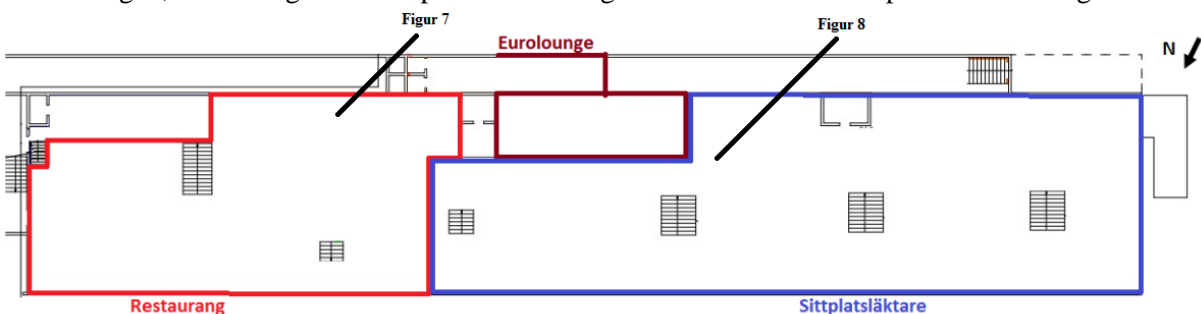 Figur 7
Figur 8
Eurolounge
N
Restaurang
Sittplatsläktare